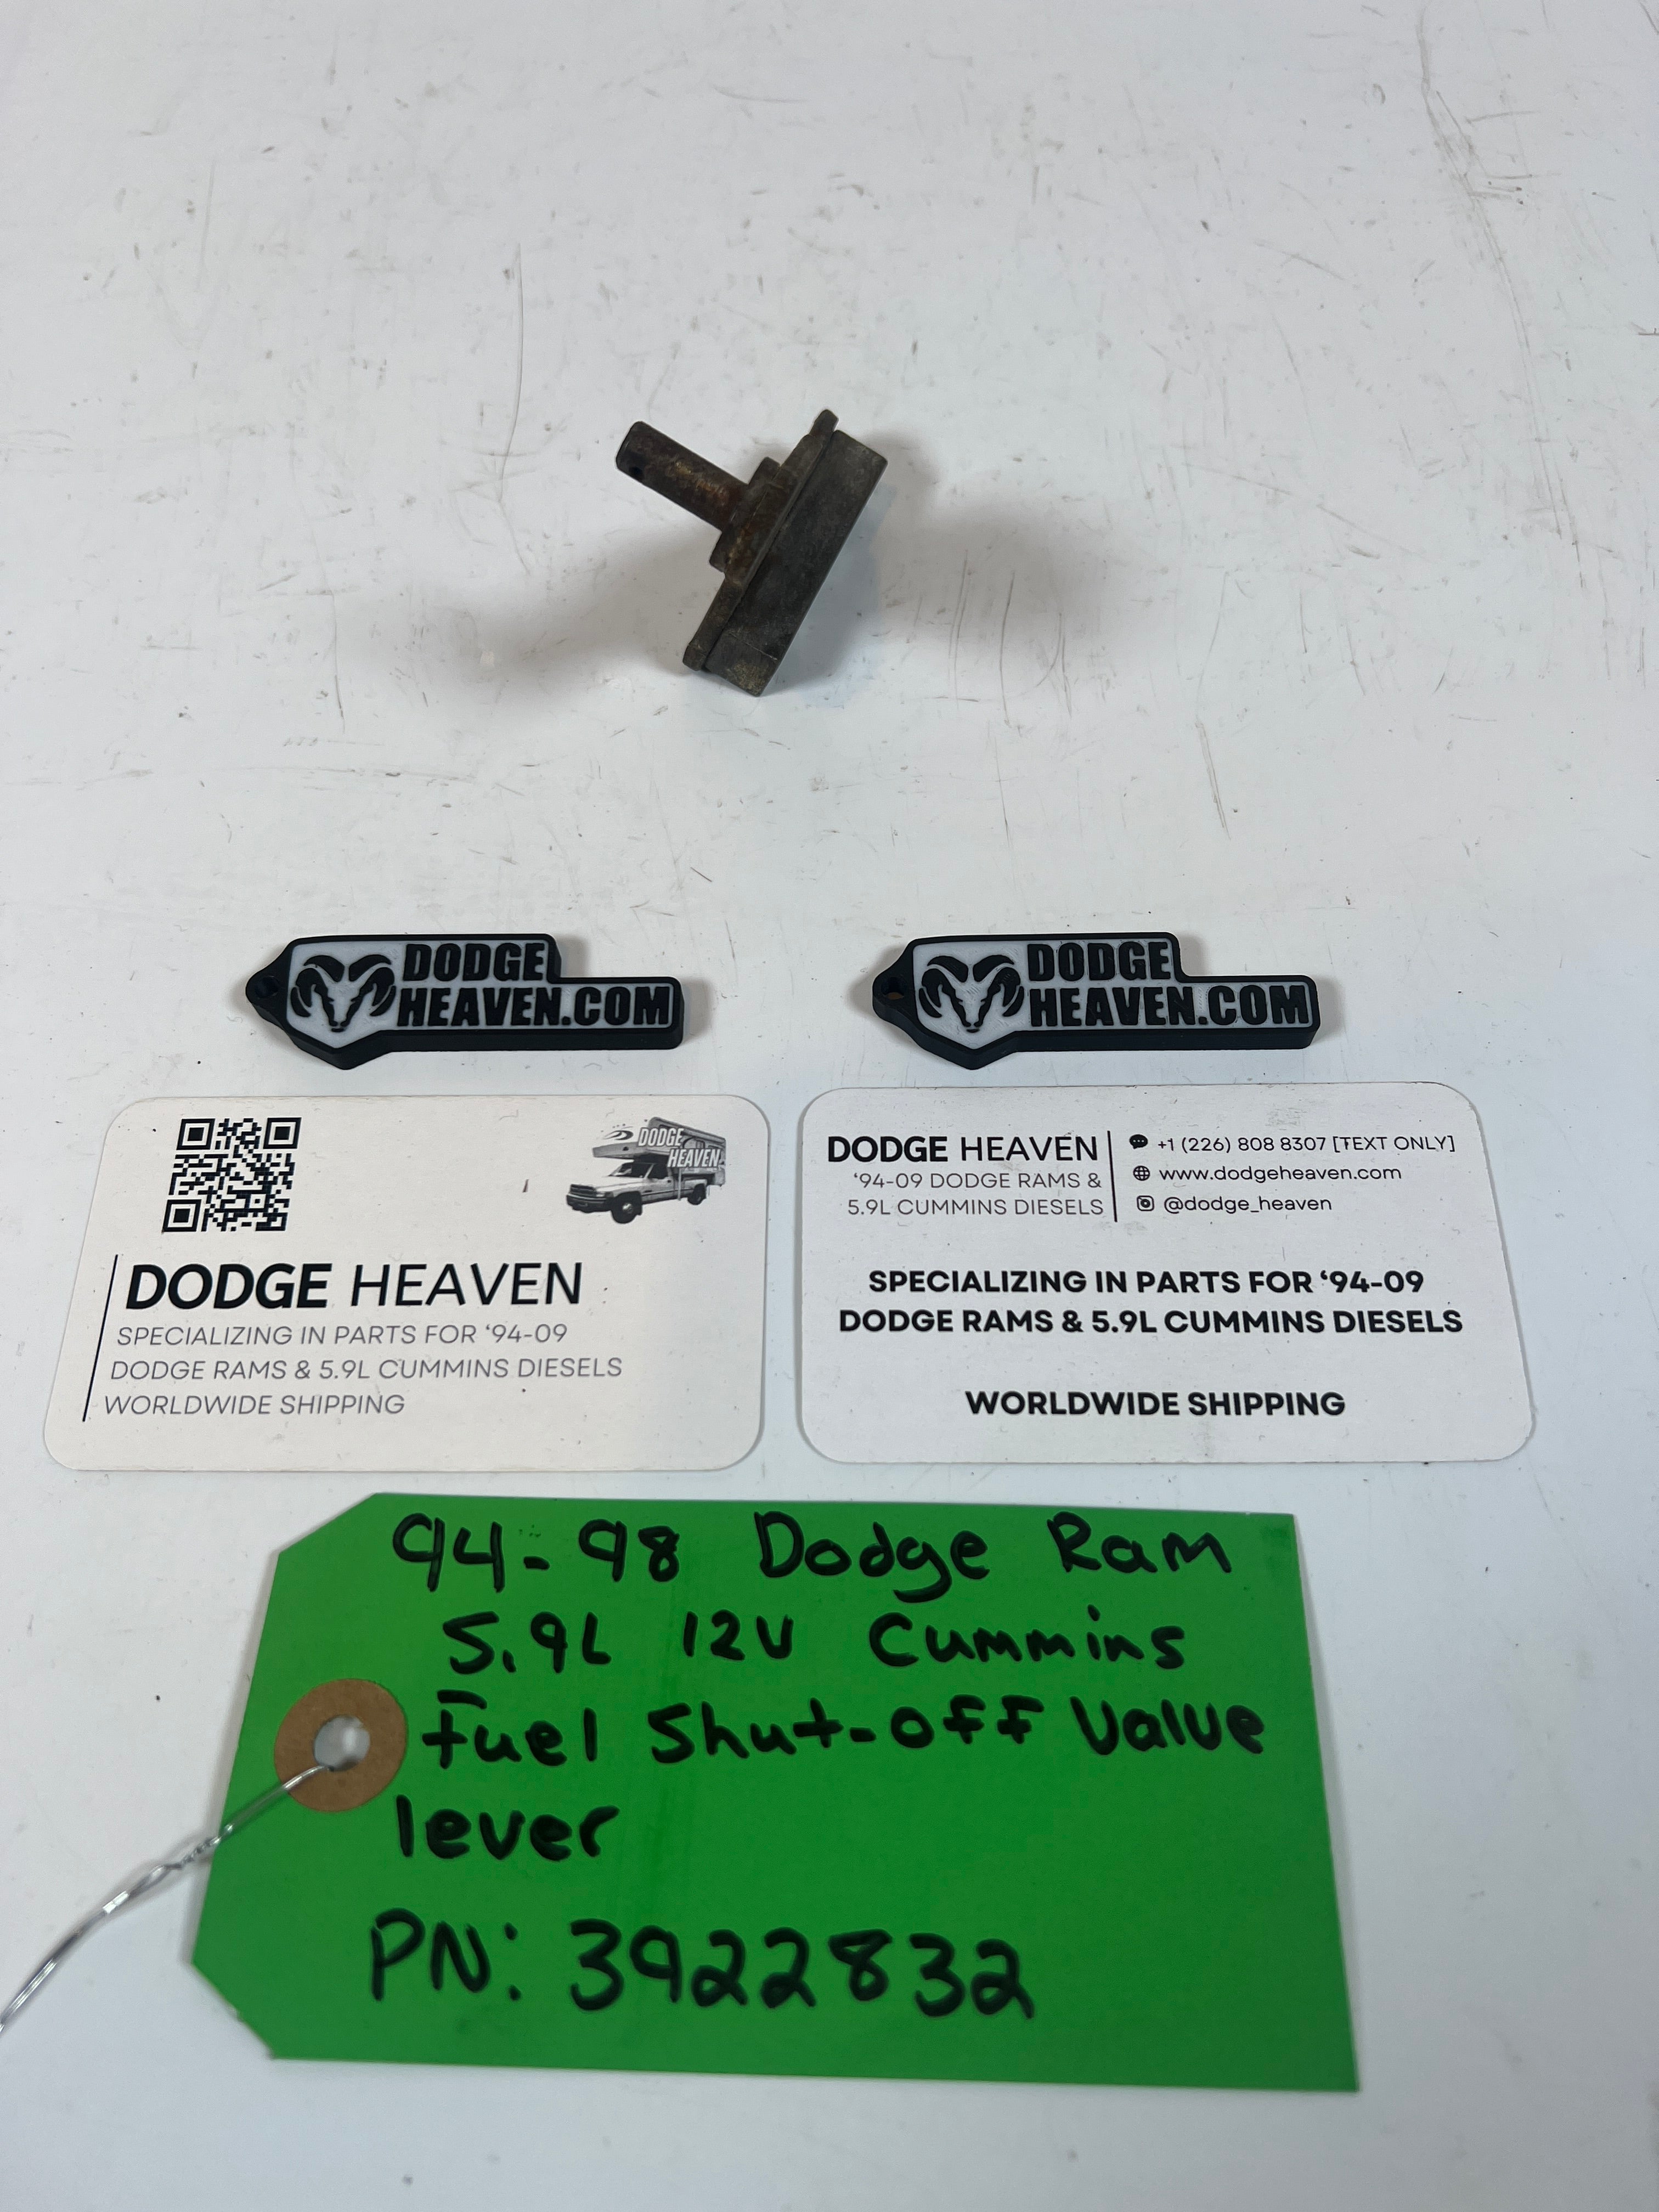 DODGE
HEAVEN.COM
DODGE
HEAVEN.COM
DODGE
HEAVEN
DODGE HEAVEN
SPECIALIZING IN PARTS FOR ‘94-09
DODGE RAMS & 5.9L CUMMINS DIESELS
WORLDWIDE SHIPPING
DODGE HEAVEN
‘94-09 DODGE RAMS &
5.9L CUMMINS DIESELS
+1 (226) 808 8307 [TEXT ONLY]
www.dodgeheaven.com
@dodge_heaven
SPECIALIZING IN PARTS FOR ‘94-09
DODGE RAMS & 5.9L CUMMINS DIESELS
WORLDWIDE SHIPPING
94-98 Dodge Ram
5.9L 12V Cummins
Fuel Shut-off Valve
lever
PN: 3922832